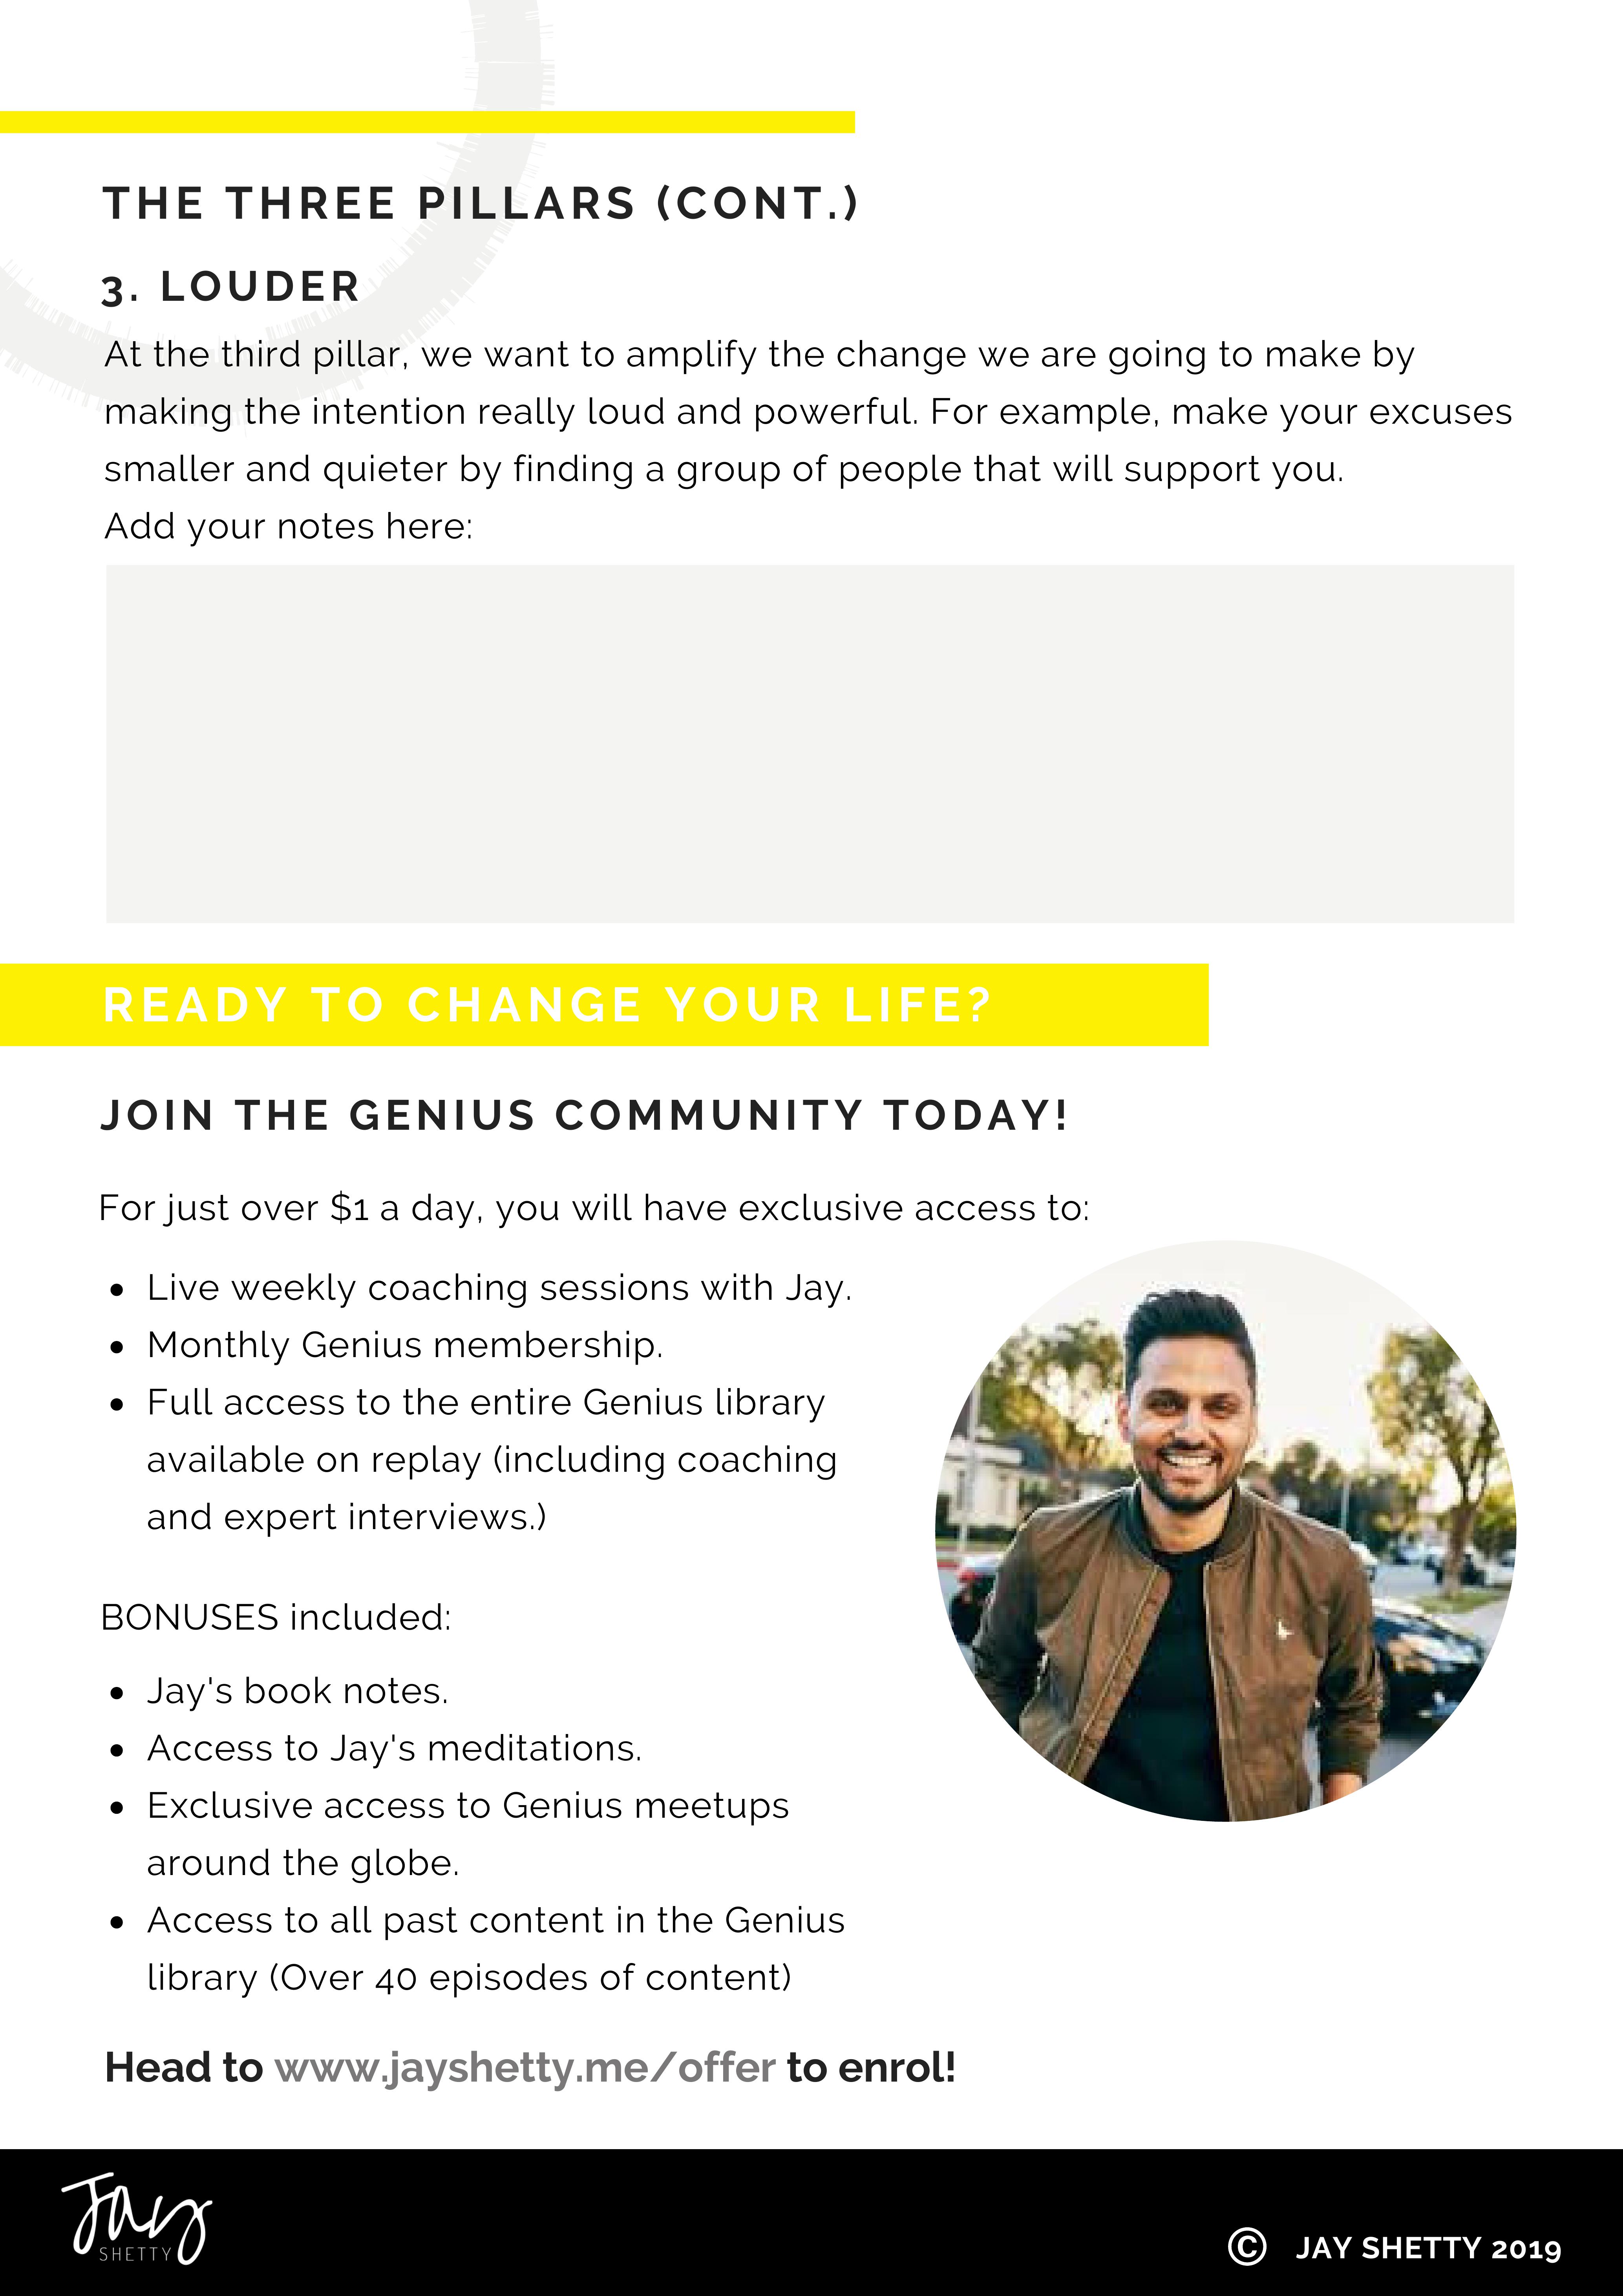 THE THREE PILLARS (CONT.)
3. LOUDER
At the third pillar, we want to amplify the change we are going to make by
making the intention really loud and powerful. For example, make your excuses
smaller and quieter by finding a group of people that will support you.
Add your notes here:
READY TO CHANGE YOUR LIFE?
JOIN THE GENIUS COMMUNITY TODAY!
For just over $1 a day, you will have exclusive access to:
• Live weekly coaching sessions with Jay.
• Monthly Genius membership.
• Full access to the entire Genius library
available on replay (including coaching
and expert interviews.)
BONUSES included:
• Jay's book notes.
• Access to Jay's meditations.
• Exclusive access to Genius meetups
around the globe.
• Access to all past content in the Genius
library (Over 40 episodes of content)
Head to www.jayshetty.me/offer to enrol!
Jay
SHETTY
© JAY SHETTY 2019